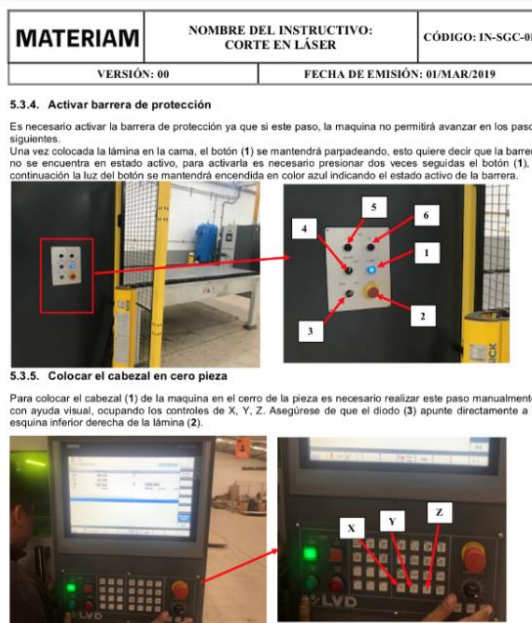 MATERIAM
NOMBRE DEL INSTRUCTIVO:
CORTE EN LÁSER
CÓDIGO: IN-SGC-0
VERSIÓN: 00
FECHA DE EMISIÓN: 01/MAR/2019
5.3.4. Activar barrera de protección
Es necesario activar la barrera de protección ya que si este paso, la maquina no permitirá avanzar en los paso
siguientes.
Una vez colocada la lámina en la cama, el botón (1) se mantendrá parpadeando, esto quiere decir que la barrer
no se encuentra en estado activo, para activarla es necesario presionar dos veces seguidas el botón (1),
continuación la luz del botón se mantendrá encendida en color azul indicando el estado activo de la barrera.
5
6
4
1
3
2
SICK
5.3.5. Colocar el cabezal en cero pieza
Para colocar el cabezal (1) de la maquina en el cerro de la pieza es necesario realizar este paso manualmente
con ayuda visual, ocupando los controles de X, Y, Z. Asegúrese de que el diodo (3) apunte directamente a
esquina inferior derecha de la lámina (2).
X
Y
Z
LVD
LVD